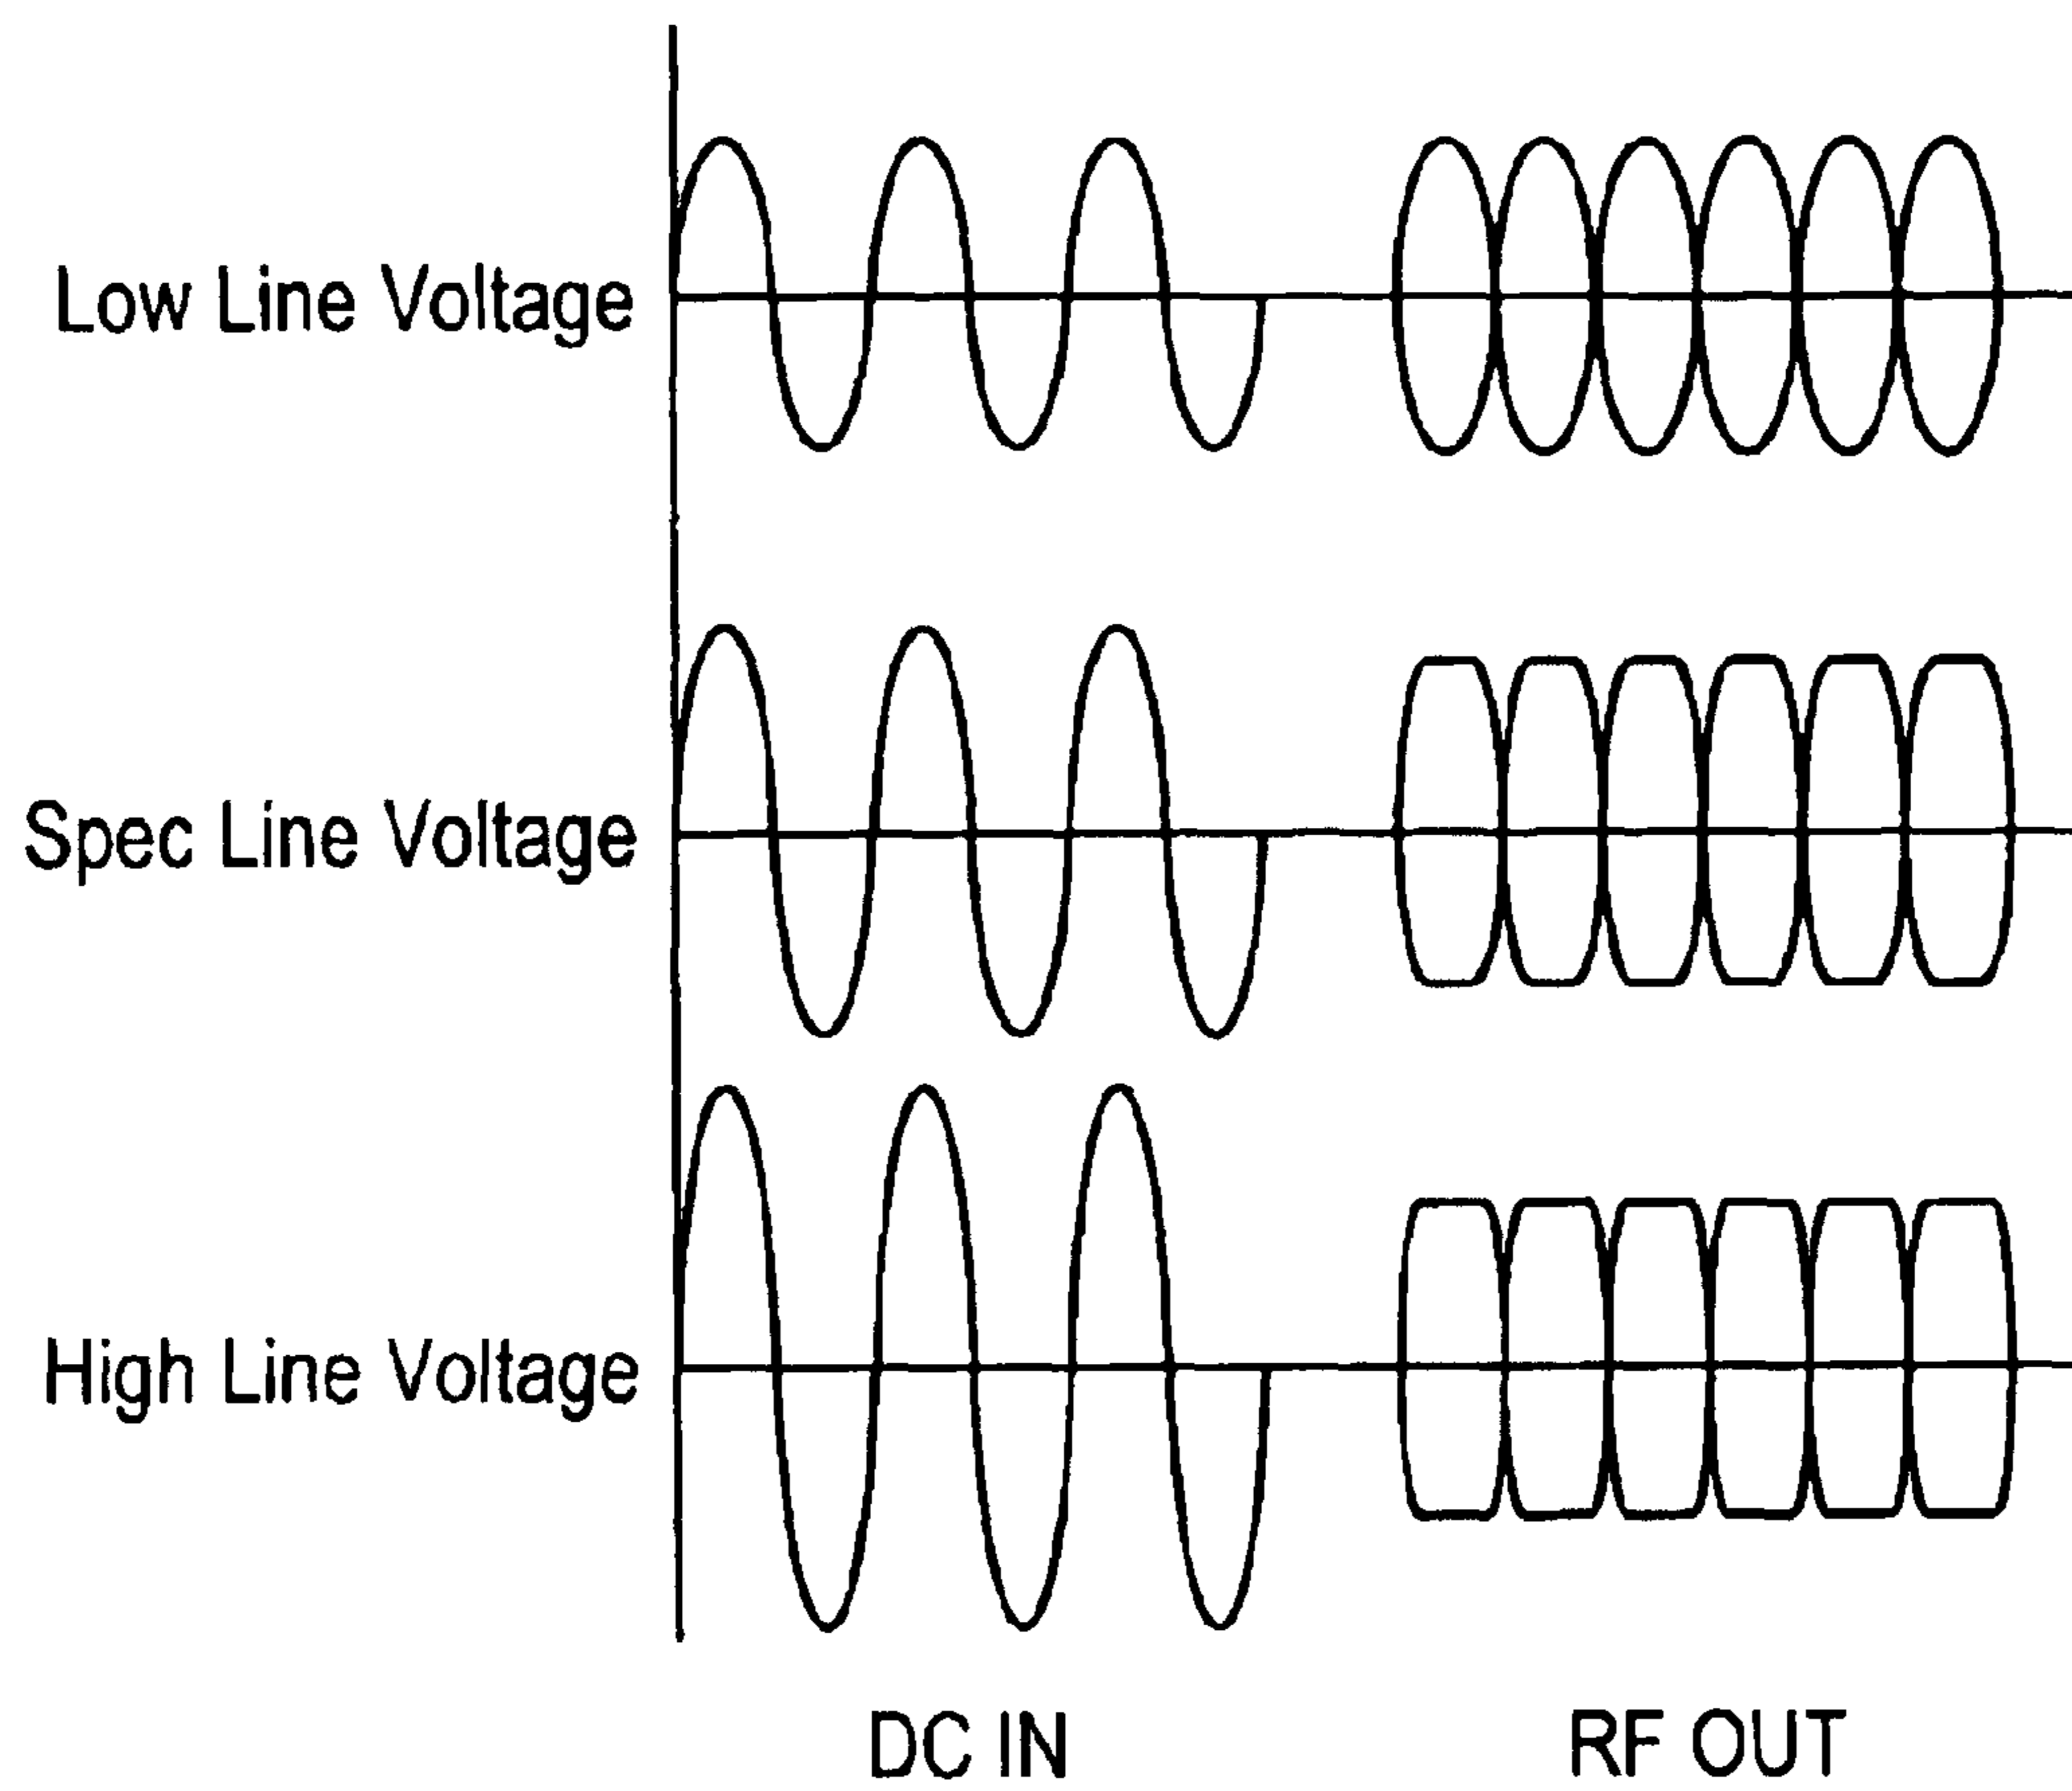 Low Line Voltage
Spec Line Voltage
High Line Voltage
DC IN
RF OUT